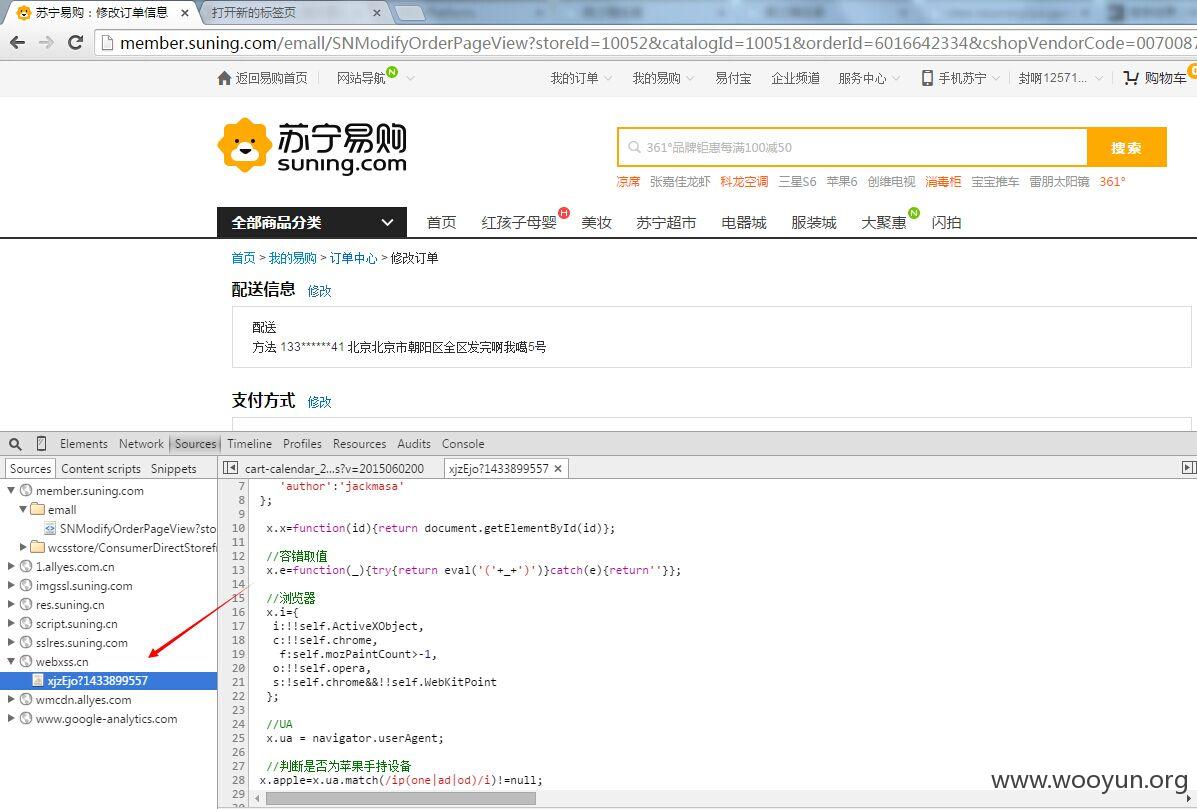 苏宁易购：修改订单信息
打开新的标签页
member.suning.com/emall/SNModifyOrderPageView?storeId=10052&catalogId=10051&orderId=6016642334&cshopVendorCode=0070087
返回易购首页 网站导航 N 我的订单 我的易购 易付宝 企业频道 服务中心 手机苏宁 封啊12571... 购物车
苏宁易购
suning.com
361°品牌钜惠每满100减50 搜索
凉席 张嘉佳龙虾 科龙空调 三星S6 苹果6 创维电视 消毒柜 宝宝推车 雷朋太阳镜 361°
全部商品分类 首页 红孩子母婴 H 美妆 苏宁超市 电器城 服装城 大聚惠 N 闪拍
首页 > 我的易购 > 订单中心 > 修改订单
配送信息 修改
配送
方法 133******41 北京北京市朝阳区全区发完啊我噶5号
支付方式 修改
Elements Network Sources Timeline Profiles Resources Audits Console
Sources Content scripts Snippets
cart-calendar_2...s?v=2015060200 xjzEjo?1433899557
member.suning.com
emall
SNModifyOrderPageView?sto
wcsstore/ConsumerDirectStoref
1.allyes.com.cn
imgssl.suning.com
res.suning.cn
script.suning.cn
sslres.suning.com
webxss.cn
xjzEjo?1433899557
wmcdn.allyes.com
www.google-analytics.com
7 'author':'jackmasa'
8 };
9
10 x.x=function(id){return document.getElementById(id)};
11
12 //容错取值
13 x.e=function(_){try{return eval('('+_+')')}catch(e){return''}};
14
15 //浏览器
16 x.i={
17 i:!!self.ActiveXObject,
18 c:!!self.chrome,
19 f:self.mozPaintCount>-1,
20 o:!!self.opera,
21 s:!self.chrome&&!!self.WebKitPoint
22 };
23
24 //UA
25 x.ua = navigator.userAgent;
26
27 //判断是否为苹果手持设备
28 x.apple=x.ua.match(/ip(one|ad|od)/i)!=null;
29
www.wooyun.org